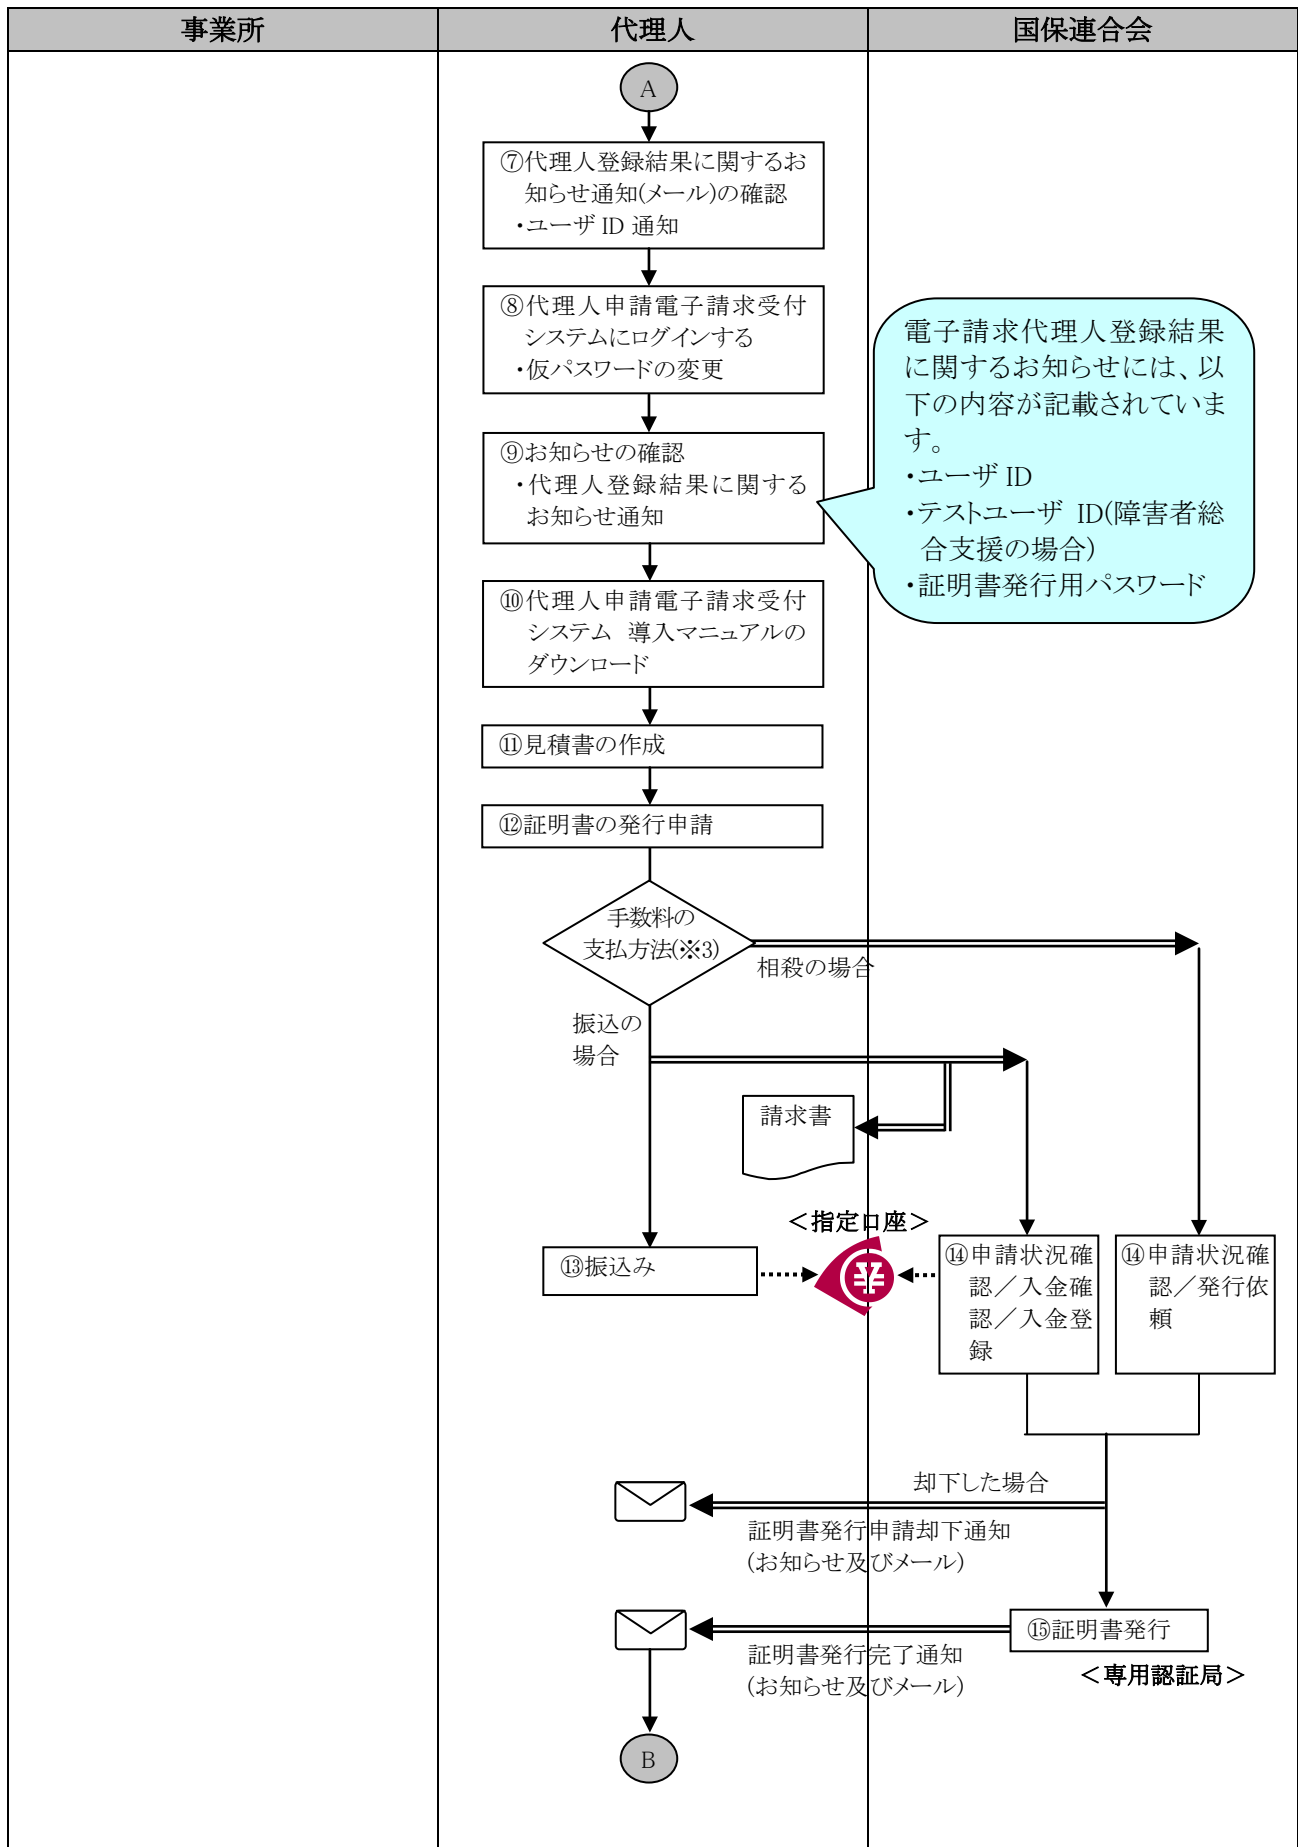 事業所
代理人
国保連合会
A
⑦代理人登録結果に関するお
知らせ通知(メール)の確認
・ユーザ ID 通知
⑧代理人申請電子請求受付
システムにログインする
・仮パスワードの変更
電子請求代理人登録結果
に関するお知らせには、以
下の内容が記載されていま
す。
・ユーザ ID
・テストユーザ ID(障害者総
合支援の場合)
・証明書発行用パスワード
⑨お知らせの確認
・代理人登録結果に関する
お知らせ通知
⑩代理人申請電子請求受付
システム 導入マニュアルの
ダウンロード
⑪見積書の作成
⑫証明書の発行申請
手数料の
支払方法(※3)
相殺の場合
振込の
場合
請求書
＜指定口座＞
⑬振込み
⑭申請状況確
認／入金確
認／入金登
録
⑭申請状況確
認／発行依
頼
却下した場合
証明書発行申請却下通知
(お知らせ及びメール)
⑮証明書発行
証明書発行完了通知
(お知らせ及びメール)
＜専用認証局＞
B